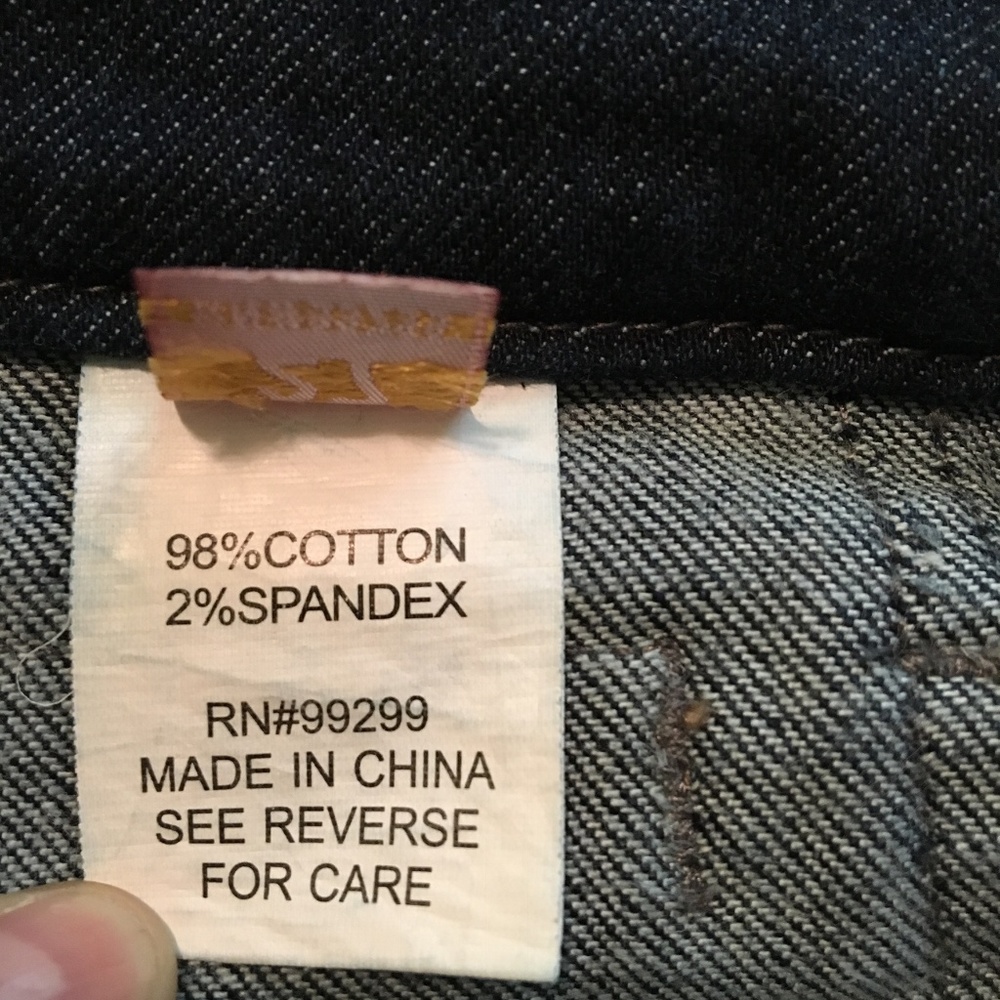 98%COTTON
2%SPANDEX
RN#99299
MADE IN CHINA
SEE REVERSE
FOR CARE